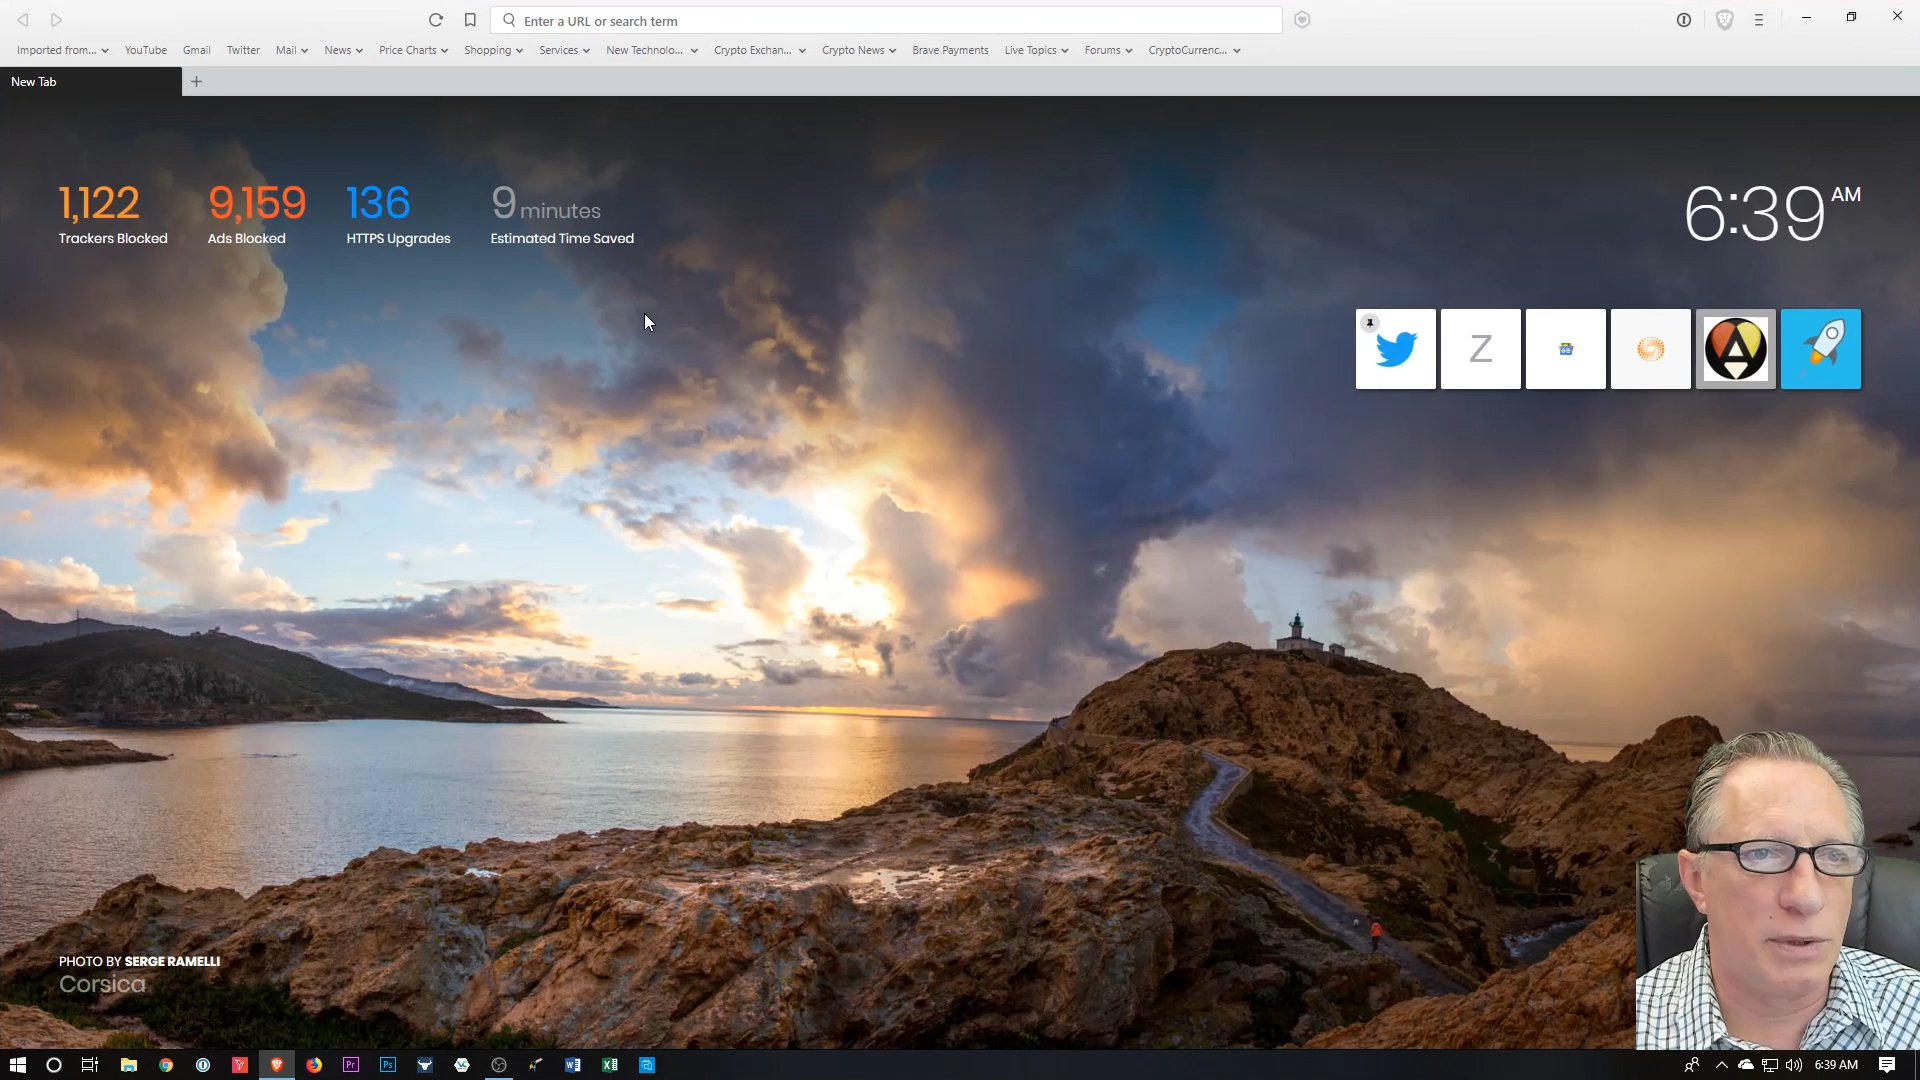 Enter a URL or search term
Imported from... YouTube Gmail Twitter Mail News Price Charts Shopping Services New Technolo... Crypto Exchan... Crypto News Brave Payments Live Topics Forums CryptoCurrenc...
New Tab
1,122 9,159 136 9 minutes
Trackers Blocked Ads Blocked HTTPS Upgrades Estimated Time Saved
6:39 AM
Z
A
PHOTO BY SERGE RAMELLI
Corsica
Pr Ps
6:39 AM